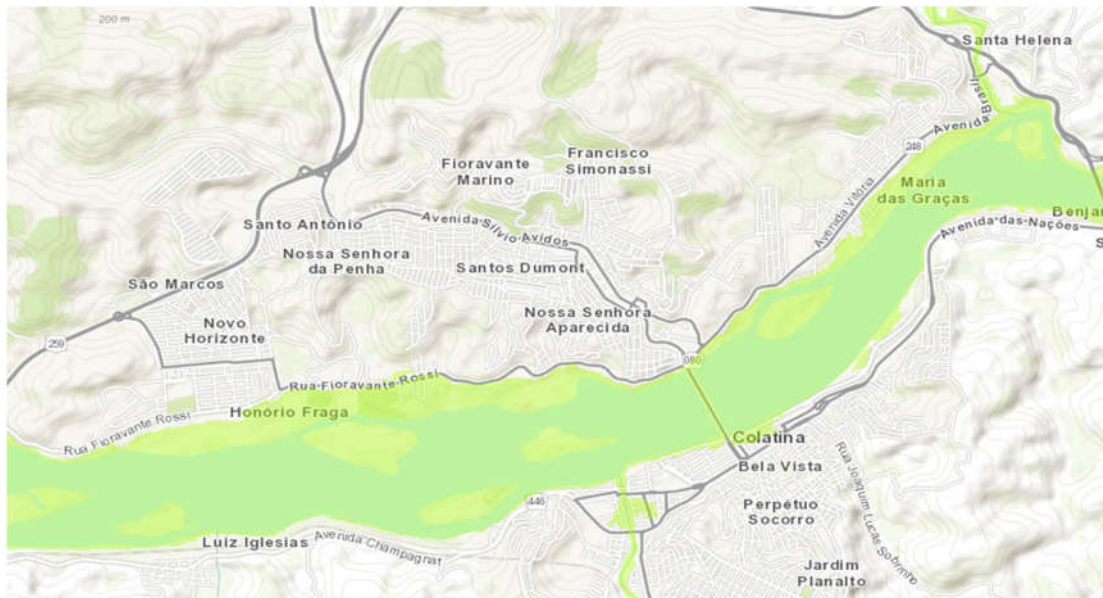 200 m
Santa Helena
Avenida Brasil
248
Fioravante
Marino
Francisco
Simonassi
Maria
das Graças
Avenida Vitória
Benjam
Avenida das Nações
S
Santo Antônio
Avenida Silvio Avidos
Nossa Senhora
da Penha
Santos Dumont
São Marcos
Nossa Senhora
Aparecida
Novo
Horizonte
259
080
Rua Fioravante Rossi
Honório Fraga
Rua Fioravante Rossi
Colatina
Bela Vista
Rua Joaquim Lucas Sobrinho
446
Perpétuo
Socorro
Luiz Iglesias
Avenida Champagnat
Jardim
Planalto